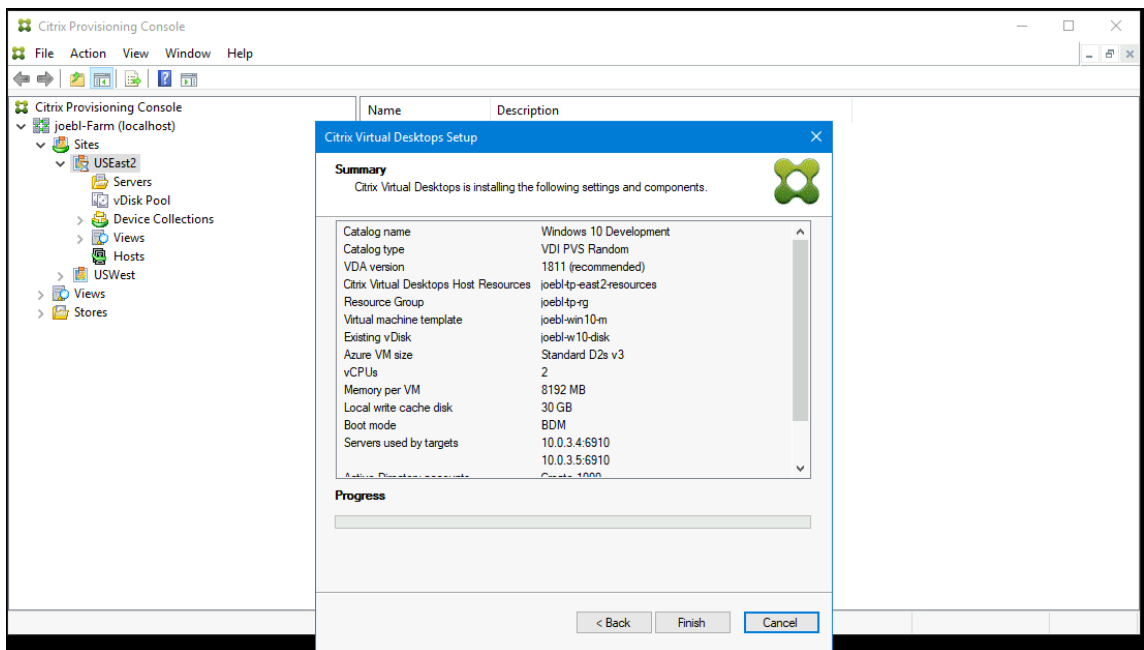 Citrix Provisioning Console
File Action View Window Help
Citrix Provisioning Console
joebl-Farm (localhost)
Sites
USEast2
Servers
vDisk Pool
Device Collections
Views
Hosts
USWest
Views
Stores
Name Description
Citrix Virtual Desktops Setup
Summary
Citrix Virtual Desktops is installing the following settings and components.
Catalog name Windows 10 Development
Catalog type VDI PVS Random
VDA version 1811 (recommended)
Citrix Virtual Desktops Host Resources joebl-tp-east2-resources
Resource Group joebl-tp-rg
Virtual machine template joebl-win10-m
Existing vDisk joebl-w10-disk
Azure VM size Standard D2s v3
vCPUs 2
Memory per VM 8192 MB
Local write cache disk 30 GB
Boot mode BDM
Servers used by targets 10.0.3.4:6910
10.0.3.5:6910
Active Directory accounts Create 1000
Progress
< Back Finish Cancel